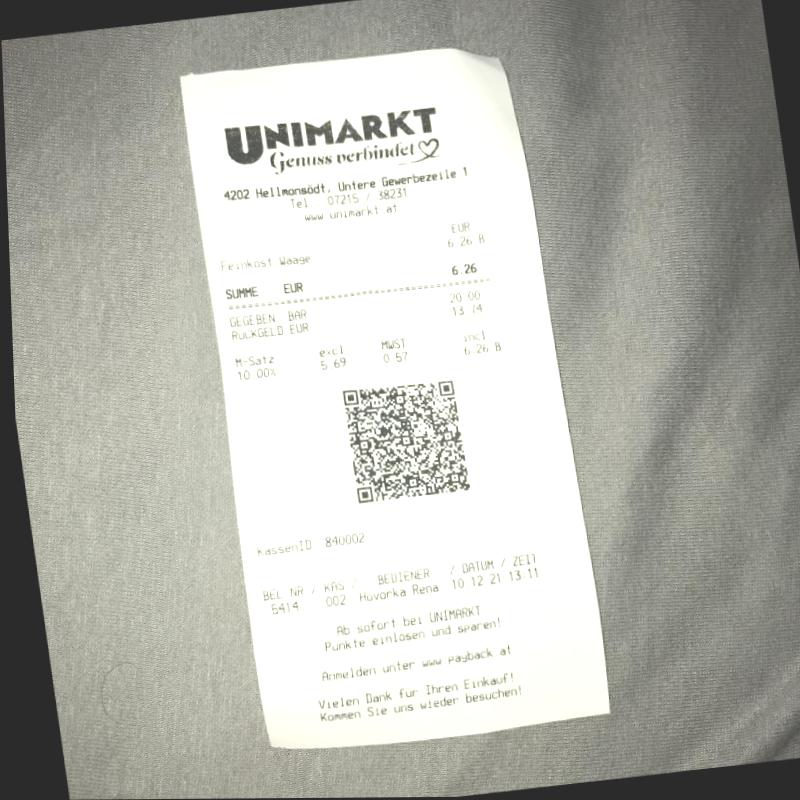 UNIMARKT
Genuss verbindet
4202 Hellmonsödt, Untere Gewerbezeile 1
Tel 07215 / 38231
www unimarkt at
EUR
Feinkost Waage 6.26 B
SUMME EUR 6.26
GEGEBEN BAR 20 00
RÜCKGELD EUR 13 74
M-Satz excl MWST incl
10 00% 5 69 0 57 6.26 B
KassenID 840002
BEL NR / KAS / BEDIENER / DATUM / ZEIT
5414 002 Huvorka Rena 10 12 21 13 11
Ab sofort bei UNIMARKT
Punkte einlösen und sparen!
Anmelden unter www payback at
Vielen Dank für Ihren Einkauf!
Kommen Sie uns wieder besuchen!